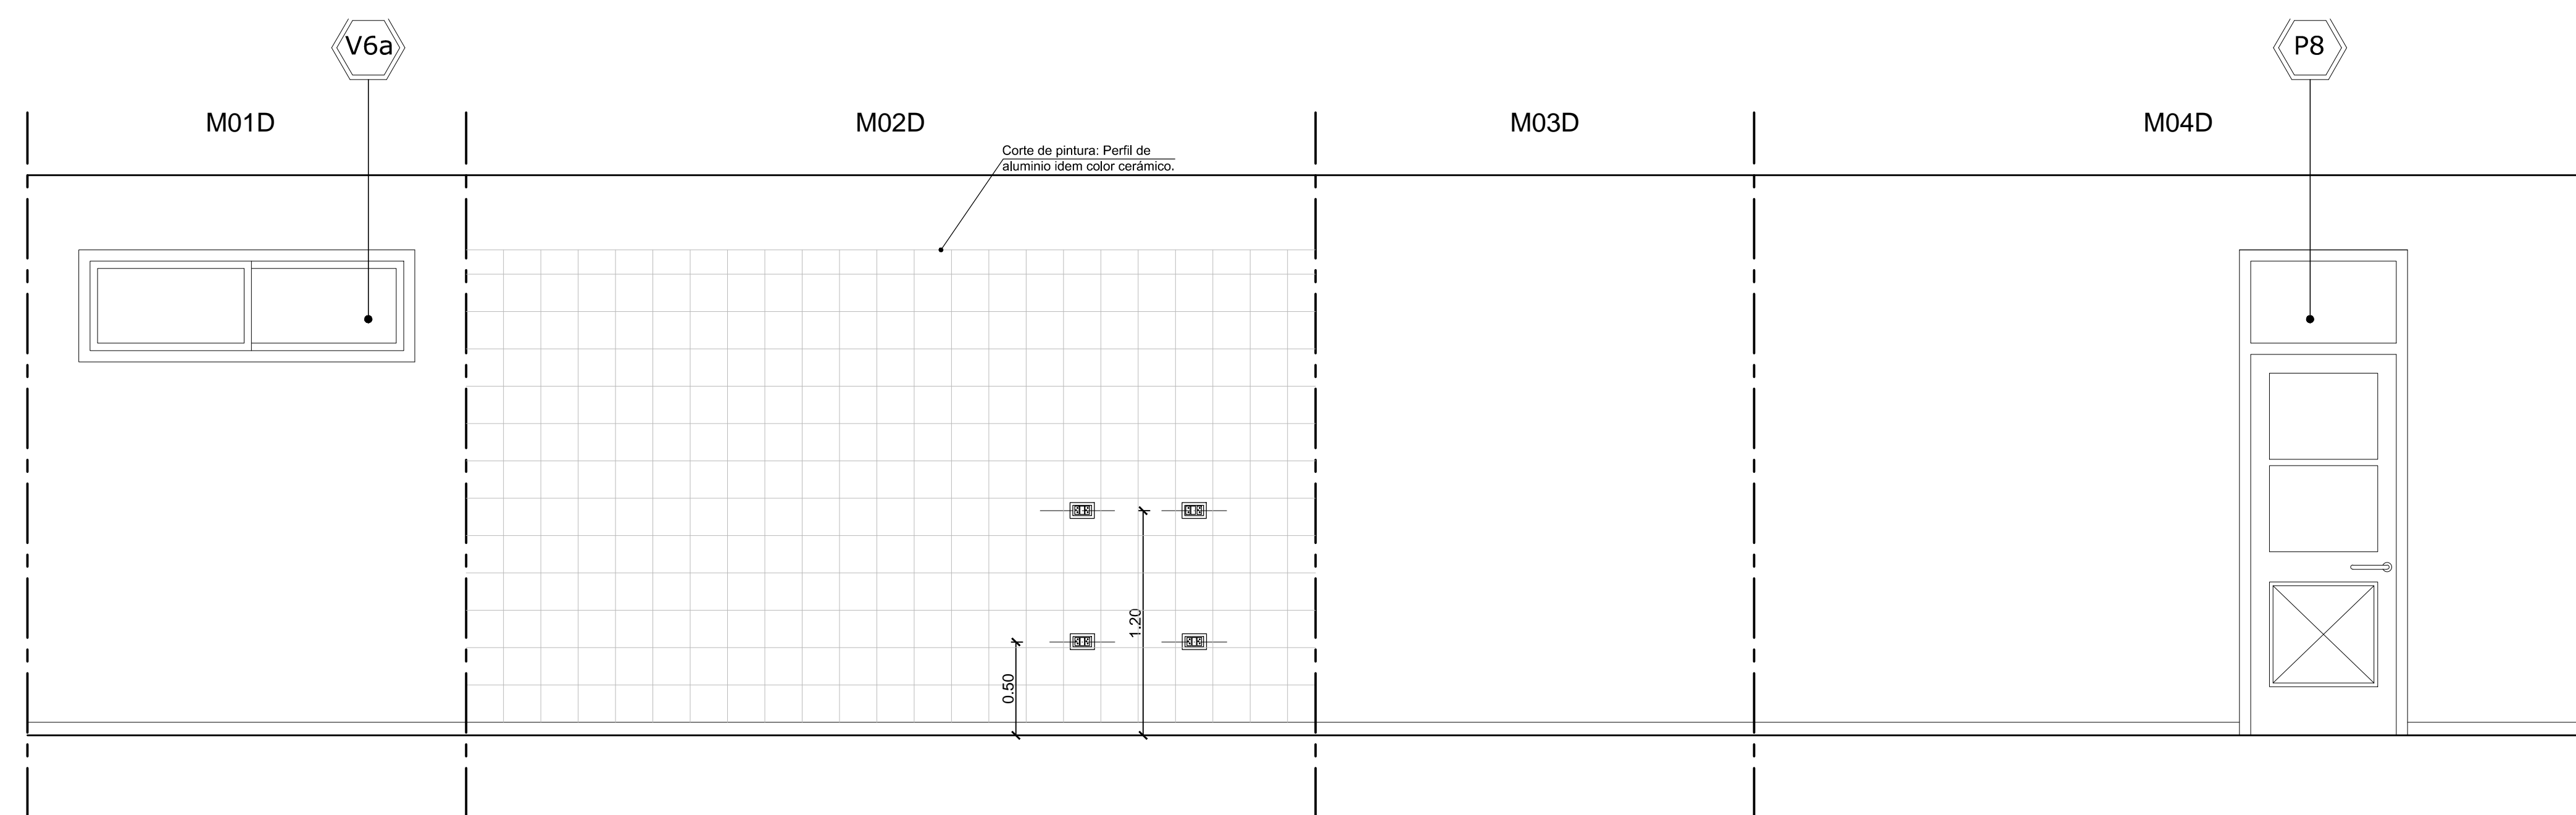 V6a
P8
M01D
M02D
M03D
M04D
Corte de pintura: Perfil de
aluminio idem color cerámico.
1.20
0.50